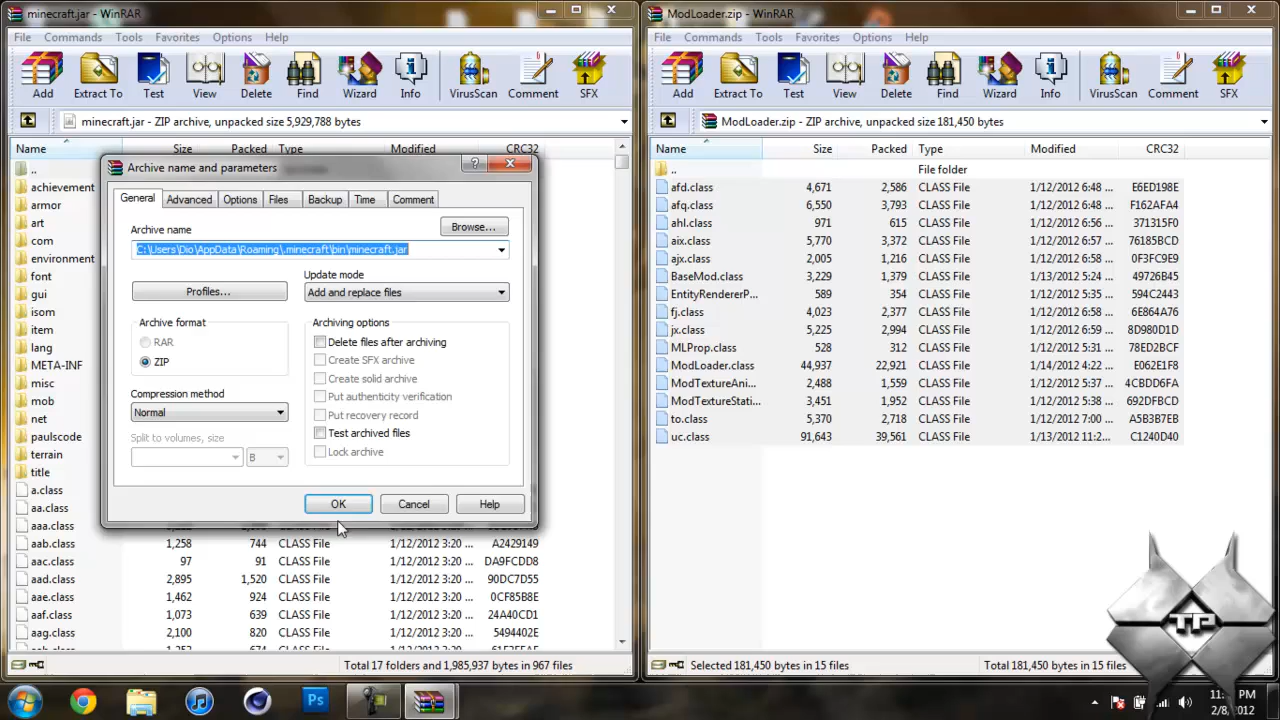 minecraft.jar - WinRAR
File Commands Tools Favorites Options Help
Add Extract To Test View Delete Find Wizard Info VirusScan Comment SFX
minecraft.jar - ZIP archive, unpacked size 5,929,788 bytes
Name Size Packed Type Modified CRC32
..
achievement
armor
art
com
environment
font
gui
isom
item
lang
META-INF
misc
mob
net
paulscode
terrain
title
a.class
aa.class
aaa.class
aab.class 1,258 744 CLASS File 1/12/2012 3:20 ... A2429149
aac.class 97 91 CLASS File 1/12/2012 3:20 ... DA9FCDD8
aad.class 2,895 1,520 CLASS File 1/12/2012 3:20 ... 90DC7D55
aae.class 1,462 924 CLASS File 1/12/2012 3:20 ... 0CF85B8E
aaf.class 1,073 639 CLASS File 1/12/2012 3:20 ... 24A40CD1
aag.class 2,100 820 CLASS File 1/12/2012 3:20 ... 5494402E
Total 17 folders and 1,985,937 bytes in 967 files
Archive name and parameters
General Advanced Options Files Backup Time Comment
Archive name
Browse...
C:\Users\Dio\AppData\Roaming\.minecraft\bin\minecraft.jar
Profiles...
Update mode
Add and replace files
Archive format
RAR
ZIP
Compression method
Normal
Split to volumes, size
B
Archiving options
Delete files after archiving
Create SFX archive
Create solid archive
Put authenticity verification
Put recovery record
Test archived files
Lock archive
OK Cancel Help
ModLoader.zip - WinRAR
File Commands Tools Favorites Options Help
Add Extract To Test View Delete Find Wizard Info VirusScan Comment SFX
ModLoader.zip - ZIP archive, unpacked size 181,450 bytes
Name Size Packed Type Modified CRC32
.. File folder
afd.class 4,671 2,586 CLASS File 1/12/2012 6:48 ... E6ED198E
afq.class 6,550 3,793 CLASS File 1/12/2012 6:48 ... F162AFA4
ahl.class 971 615 CLASS File 1/12/2012 6:48 ... 371315F0
aix.class 5,770 3,372 CLASS File 1/12/2012 6:48 ... 76185BCD
ajx.class 2,005 1,216 CLASS File 1/12/2012 6:52 ... 0F3FC9E9
BaseMod.class 3,229 1,379 CLASS File 1/12/2012 5:43 ... 49726B45
EntityRendererP... 589 354 CLASS File 1/12/2012 5:35 ... 594C2443
fj.class 4,023 2,377 CLASS File 1/12/2012 6:58 ... 6E864A76
jx.class 5,225 2,994 CLASS File 1/12/2012 6:59 ... 8D980D1D
MLProp.class 528 312 CLASS File 1/12/2012 5:37 ... 78ED2BCF
ModLoader.class 44,937 22,921 CLASS File 1/14/2012 4:22 ... E062E1F8
ModTextureAni... 2,488 1,559 CLASS File 1/12/2012 5:37 ... 4CBDD6FA
ModTextureStati... 3,451 1,952 CLASS File 1/12/2012 5:38 ... 692DFBCD
to.class 5,370 2,718 CLASS File 1/12/2012 7:00 ... A5B3B7EB
uc.class 91,643 39,561 CLASS File 1/13/2012 11:2... C1240D40
Selected 181,450 bytes in 15 files
Total 181,450 bytes in 15 files
TP
Ps
PM
2/8/2012